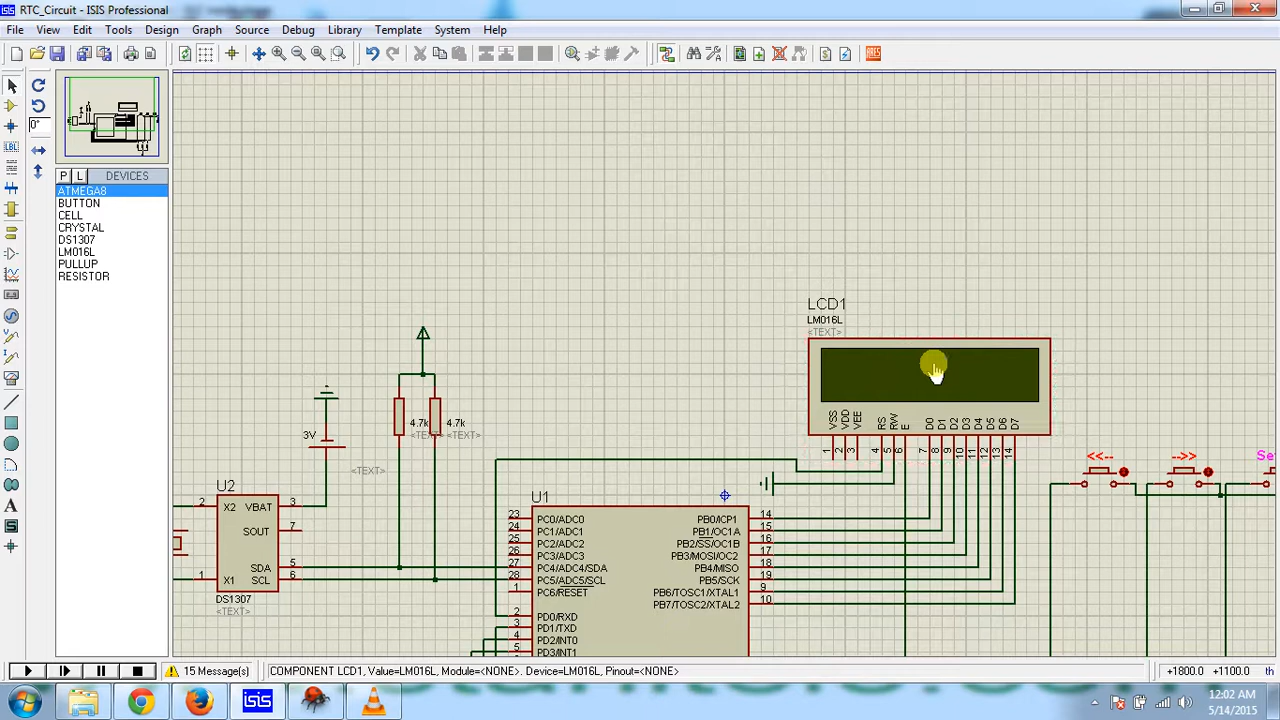 RTC_Circuit - ISIS Professional
File View Edit Tools Design Graph Source Debug Library Template System Help
0°
P L DEVICES
ATMEGA8
BUTTON
CELL
CRYSTAL
DS1307
LM016L
PULLUP
RESISTOR
LCD1
LM016L
<TEXT>
VSS VDD VEE RS RW E D0 D1 D2 D3 D4 D5 D6 D7
1 2 3 4 5 6 7 8 9 10 11 12 13 14
<<-- -->> Se
3V
4.7k 4.7k
<TEXT> <TEXT>
<TEXT>
U2
2 X2 VBAT 3
SOUT 7
SDA 5
1 X1 SCL 6
DS1307
<TEXT>
U1
23 PC0/ADC0 PB0/ICP1 14
24 PC1/ADC1 PB1/OC1A 15
25 PC2/ADC2 PB2/SS/OC1B 16
26 PC3/ADC3 PB3/MOSI/OC2 17
27 PC4/ADC4/SDA PB4/MISO 18
28 PC5/ADC5/SCL PB5/SCK 19
1 PC6/RESET PB6/TOSC1/XTAL1 9
PB7/TOSC2/XTAL2 10
2 PD0/RXD
3 PD1/TXD
4 PD2/INT0
5 PD3/INT1
15 Message(s) COMPONENT LCD1, Value=LM016L, Module=<NONE>. Device=LM016L, Pinout=<NONE> +1800.0 +1100.0 th
12:02 AM
5/14/2015